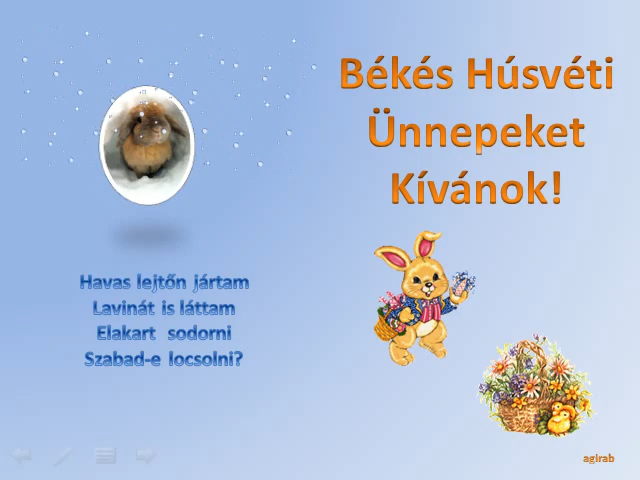 Békés Húsvéti
Ünnepeket
Kívánok!
Havas lejtőn jártam
Lavinát is láttam
Elakart sodorni
Szabad-e locsolni?
agirab